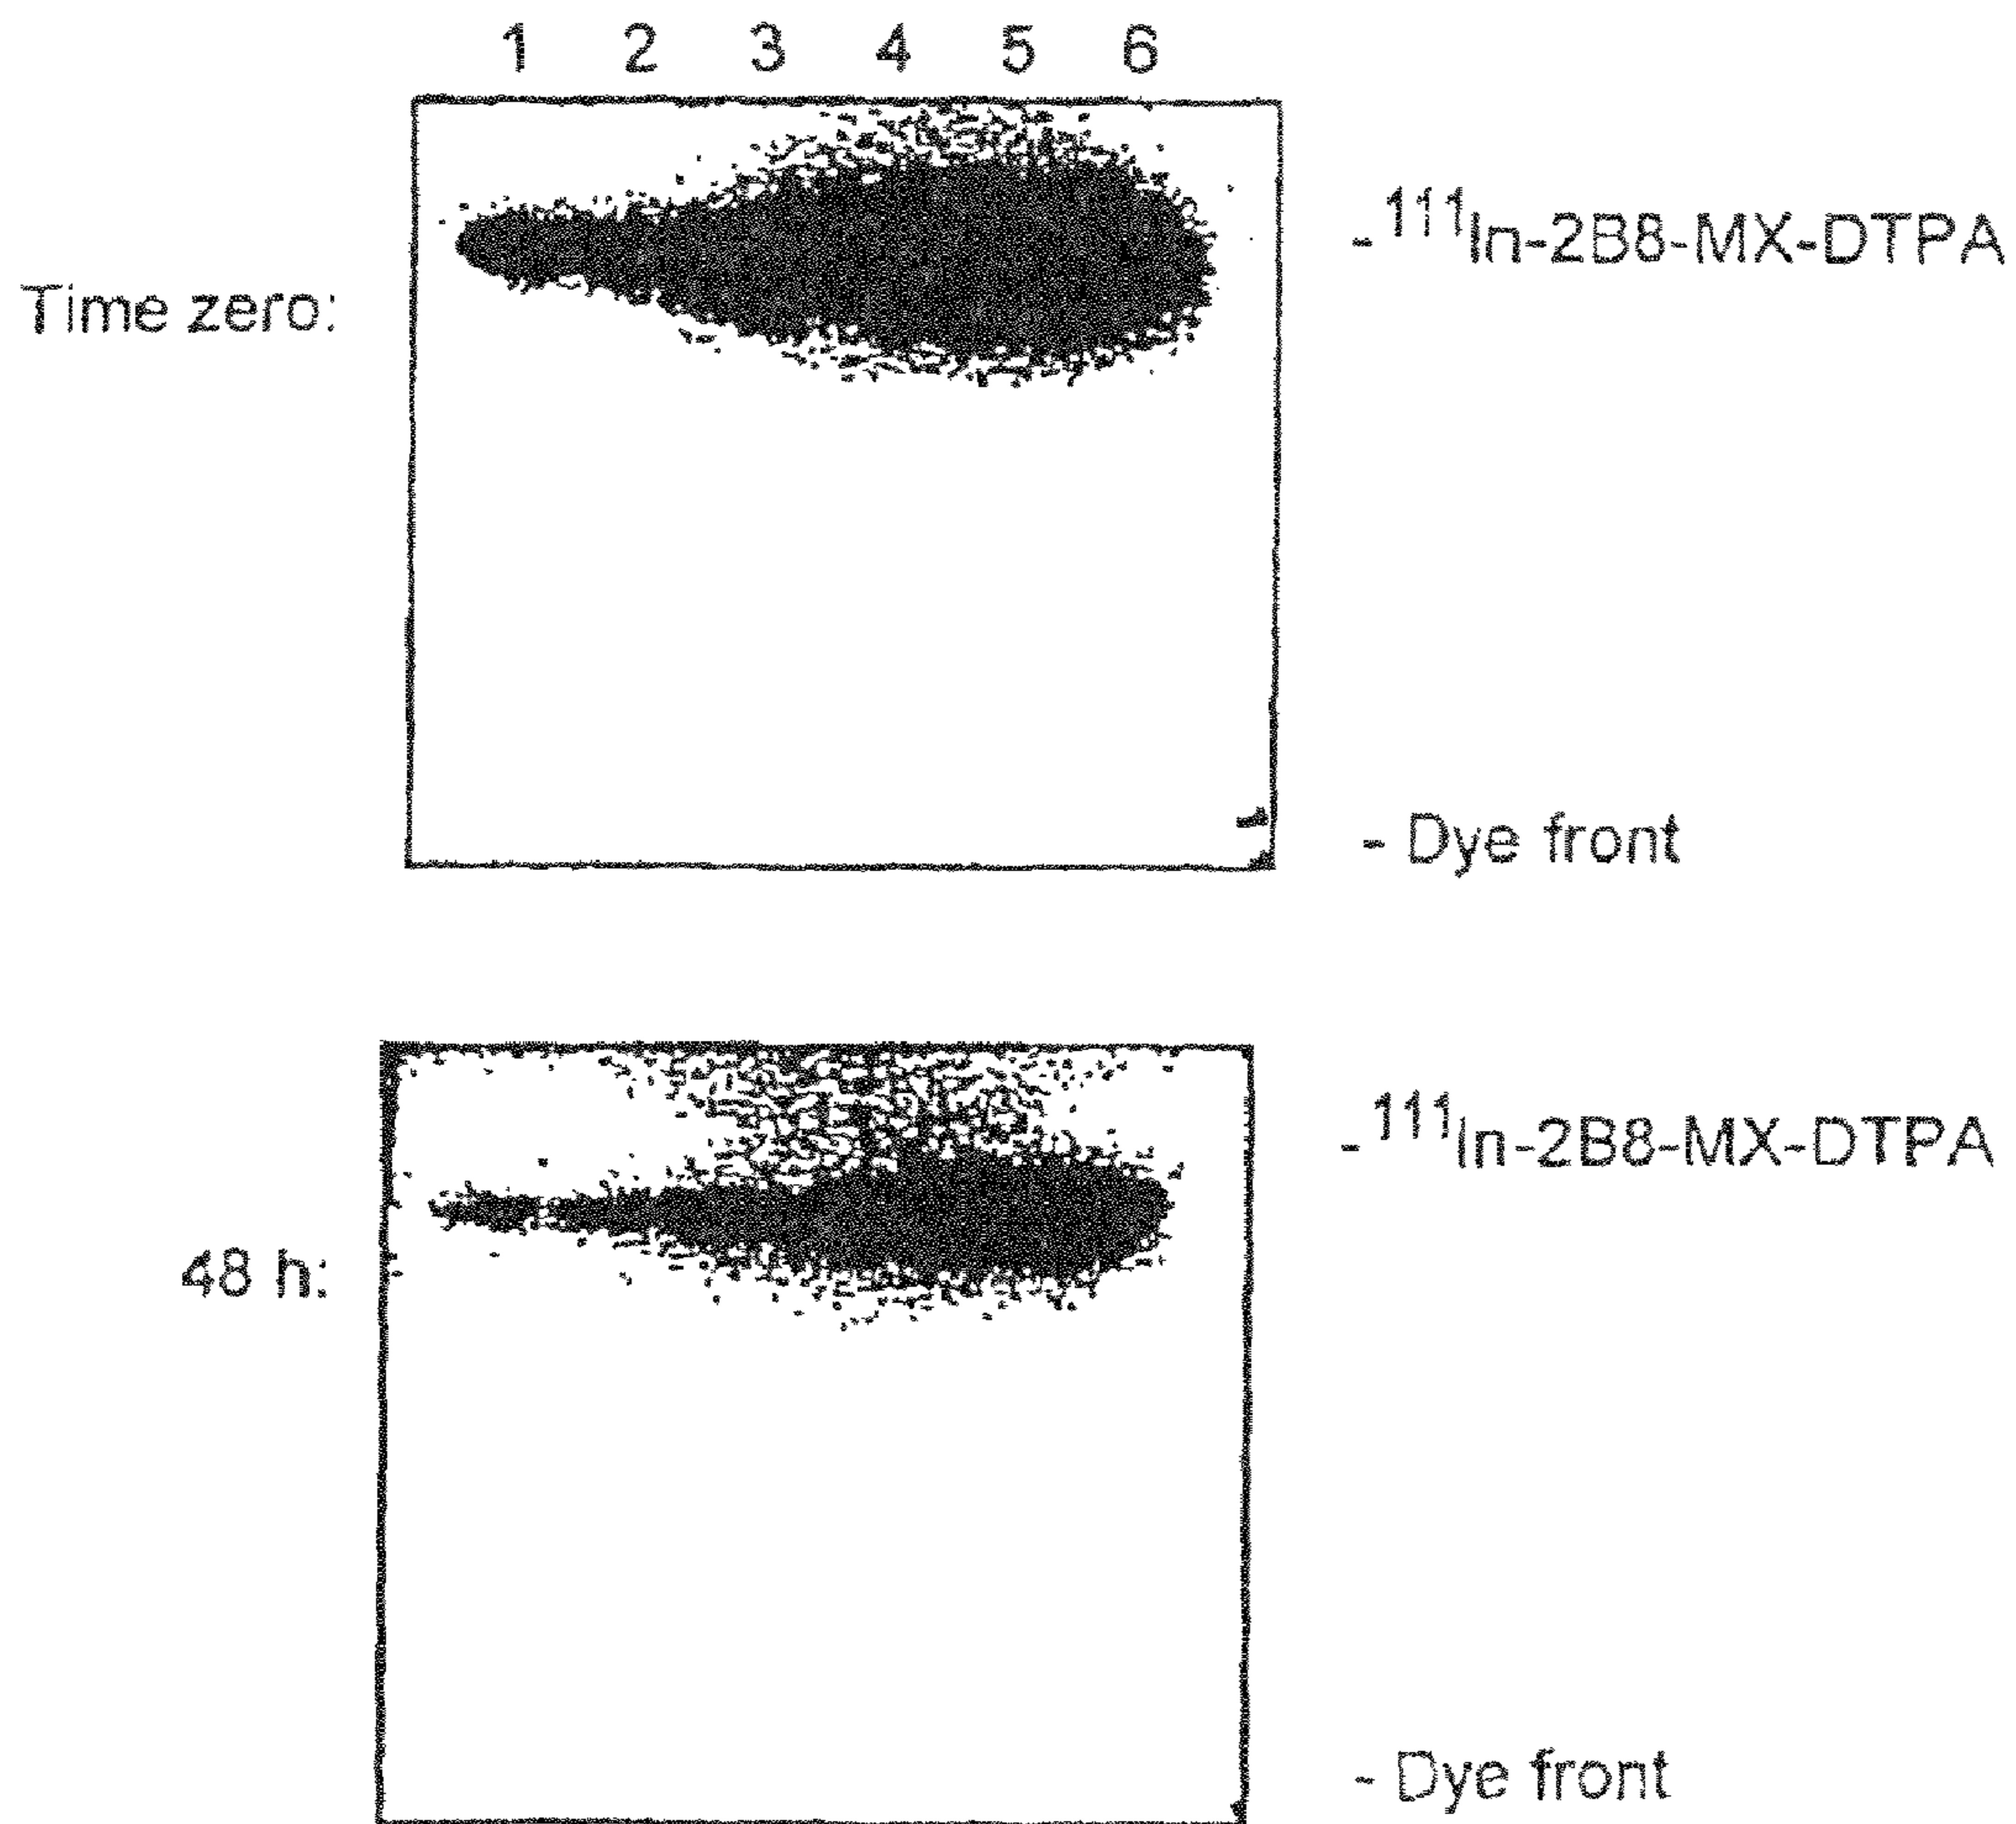 1 2 3 4 5 6
-¹¹¹In-2B8-MX-DTPA
Time zero:
- Dye front
-¹¹¹In-2B8-MX-DTPA
48 h:
- Dye front